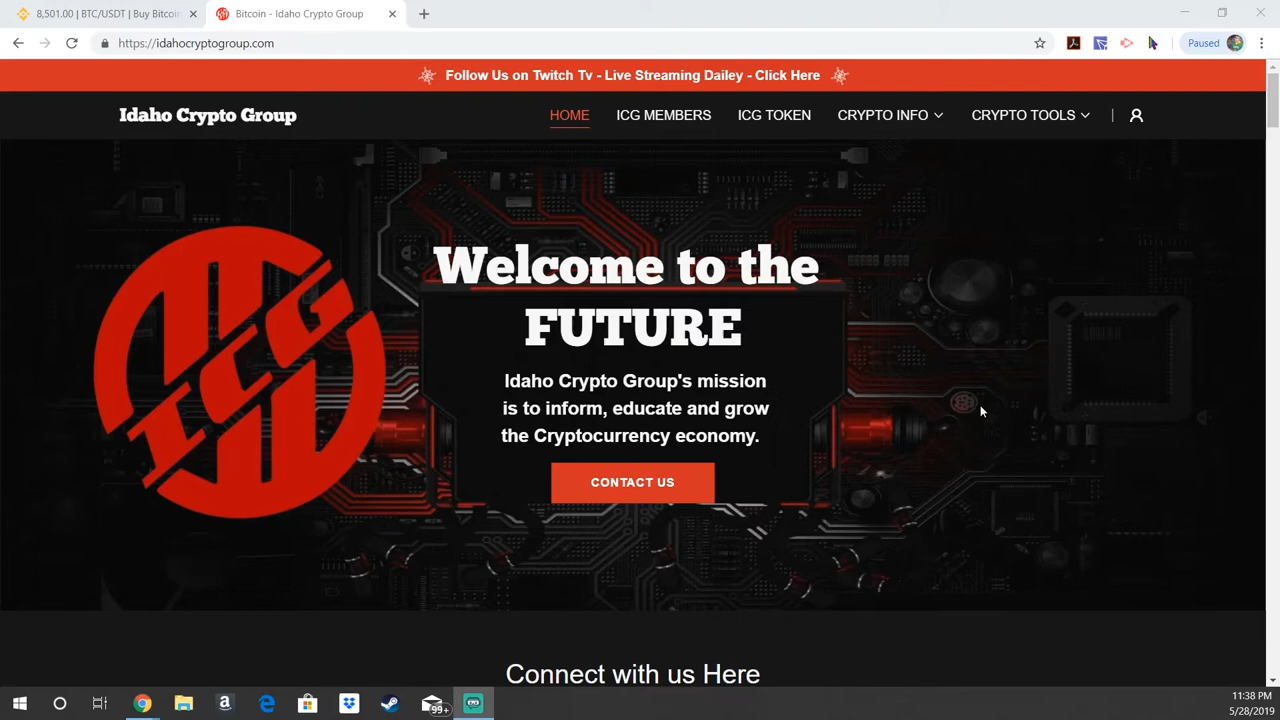 8,501.00 | BTC/USDT | Buy Bitcoin
Bitcoin - Idaho Crypto Group
https://idahocryptogroup.com
Paused
Follow Us on Twitch Tv - Live Streaming Dailey - Click Here
Idaho Crypto Group
HOME
ICG MEMBERS
ICG TOKEN
CRYPTO INFO
CRYPTO TOOLS
ICG
Welcome to the
FUTURE
Idaho Crypto Group's mission
is to inform, educate and grow
the Cryptocurrency economy.
CONTACT US
Connect with us Here
99+
11:38 PM
5/28/2019